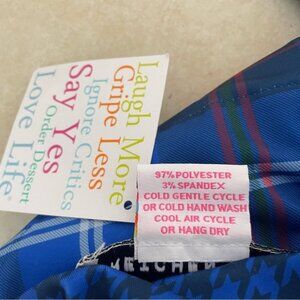 Laugh More
Gripe Less
Ignore Critics
Say Yes
Order Dessert
Love Life
97% POLYESTER
3% SPANDEX
COLD GENTLE CYCLE
OR COLD HAND WASH
COOL AIR CYCLE
OR HANG DRY